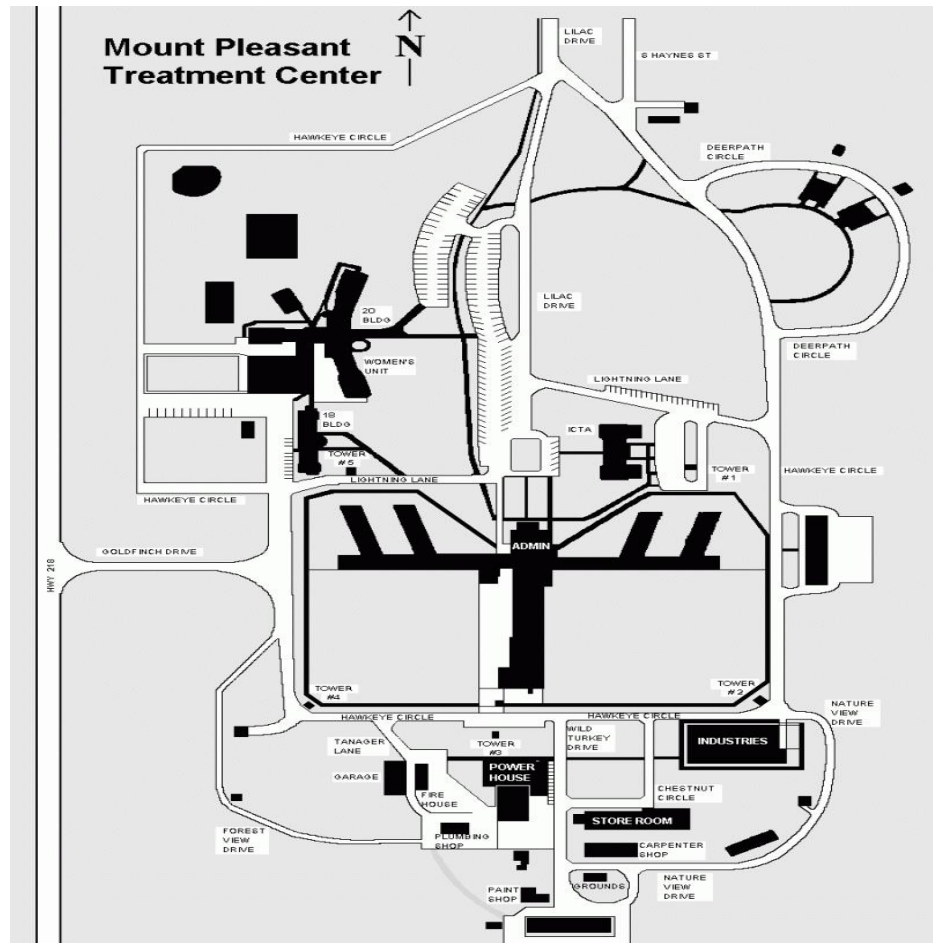 Mount Pleasant
Treatment Center
N
LILAC
DRIVE
S HAYNES ST
HAWKEYE CIRCLE
DEERPATH
CIRCLE
20
BLDG
LILAC
DRIVE
WOMEN'S
UNIT
DEERPATH
CIRCLE
LIGHTNING LANE
18
BLDG
ICTA
TOWER
#5
TOWER
#1
HAWKEYE CIRCLE
LIGHTNING LANE
HAWKEYE CIRCLE
GOLDFINCH DRIVE
ADMIN
HWY 218
TOWER
#4
TOWER
#2
NATURE
VIEW
DRIVE
HAWKEYE CIRCLE
HAWKEYE CIRCLE
TANAGER
LANE
TOWER
#3
WILD
TURKEY
DRIVE
INDUSTRIES
GARAGE
POWER
HOUSE
FIRE
HOUSE
CHESTNUT
CIRCLE
FOREST
VIEW
DRIVE
PLUMBING
SHOP
STORE ROOM
CARPENTER
SHOP
PAINT
SHOP
GROUNDS
NATURE
VIEW
DRIVE